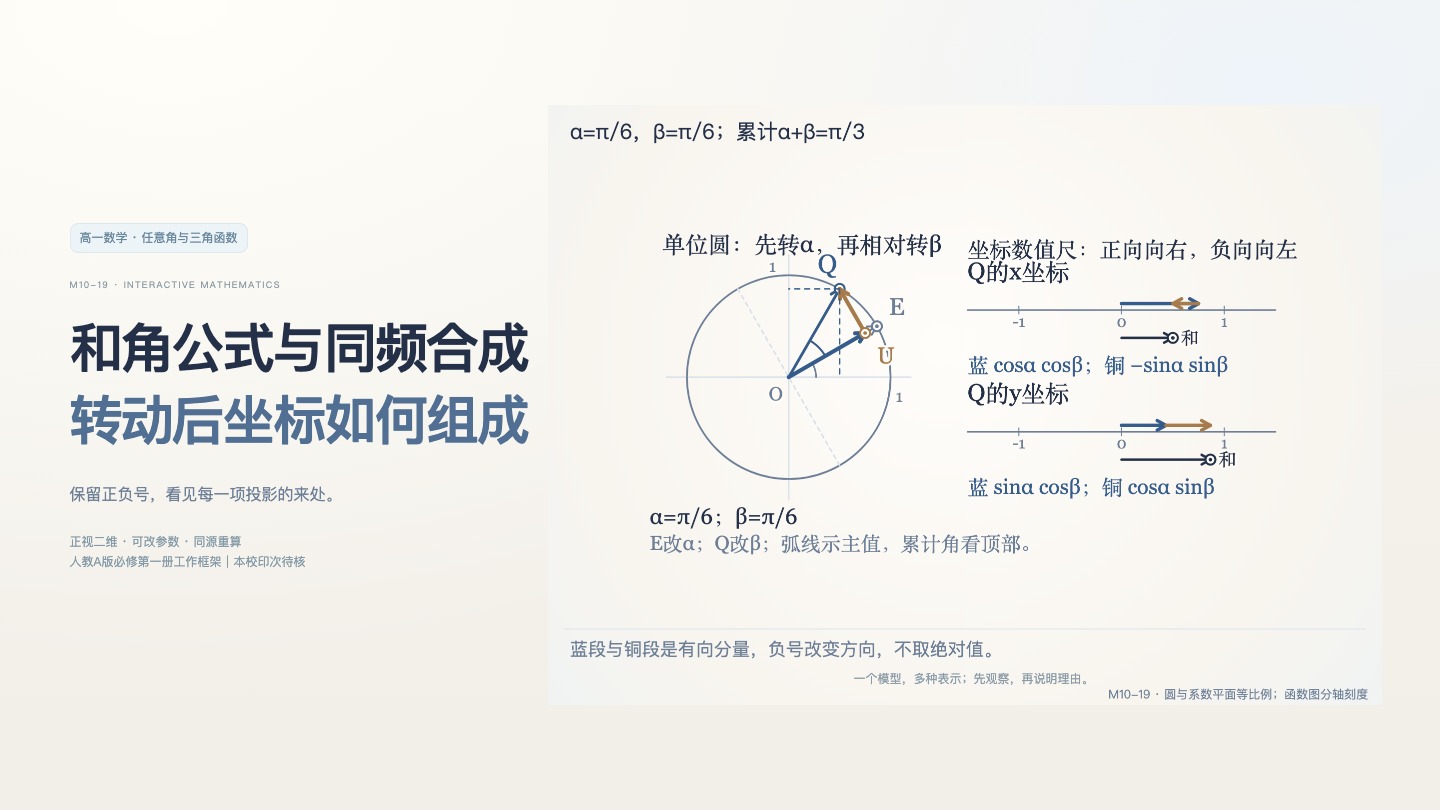 高一数学 · 任意角与三角函数
M10–19 · INTERACTIVE MATHEMATICS
和角公式与同频合成
转动后坐标如何组成
保留正负号，看见每一项投影的来处。
正视二维 · 可改参数 · 同源重算
人教A版必修第一册工作框架｜本校印次待核
α=π/6，β=π/6；累计α+β=π/3
单位圆：先转α，再相对转β
1
Q
E
U
O
1
α=π/6；β=π/6
E改α；Q改β；弧线示主值，累计角看顶部。
坐标数值尺：正向向右，负向向左
Q的x坐标
-1
0
1
和
蓝 cosα cosβ；铜 −sinα sinβ
Q的y坐标
-1
0
1
和
蓝 sinα cosβ；铜 cosα sinβ
蓝段与铜段是有向分量，负号改变方向，不取绝对值。
一个模型，多种表示；先观察，再说明理由。
M10–19 · 圆与系数平面等比例；函数图分轴刻度